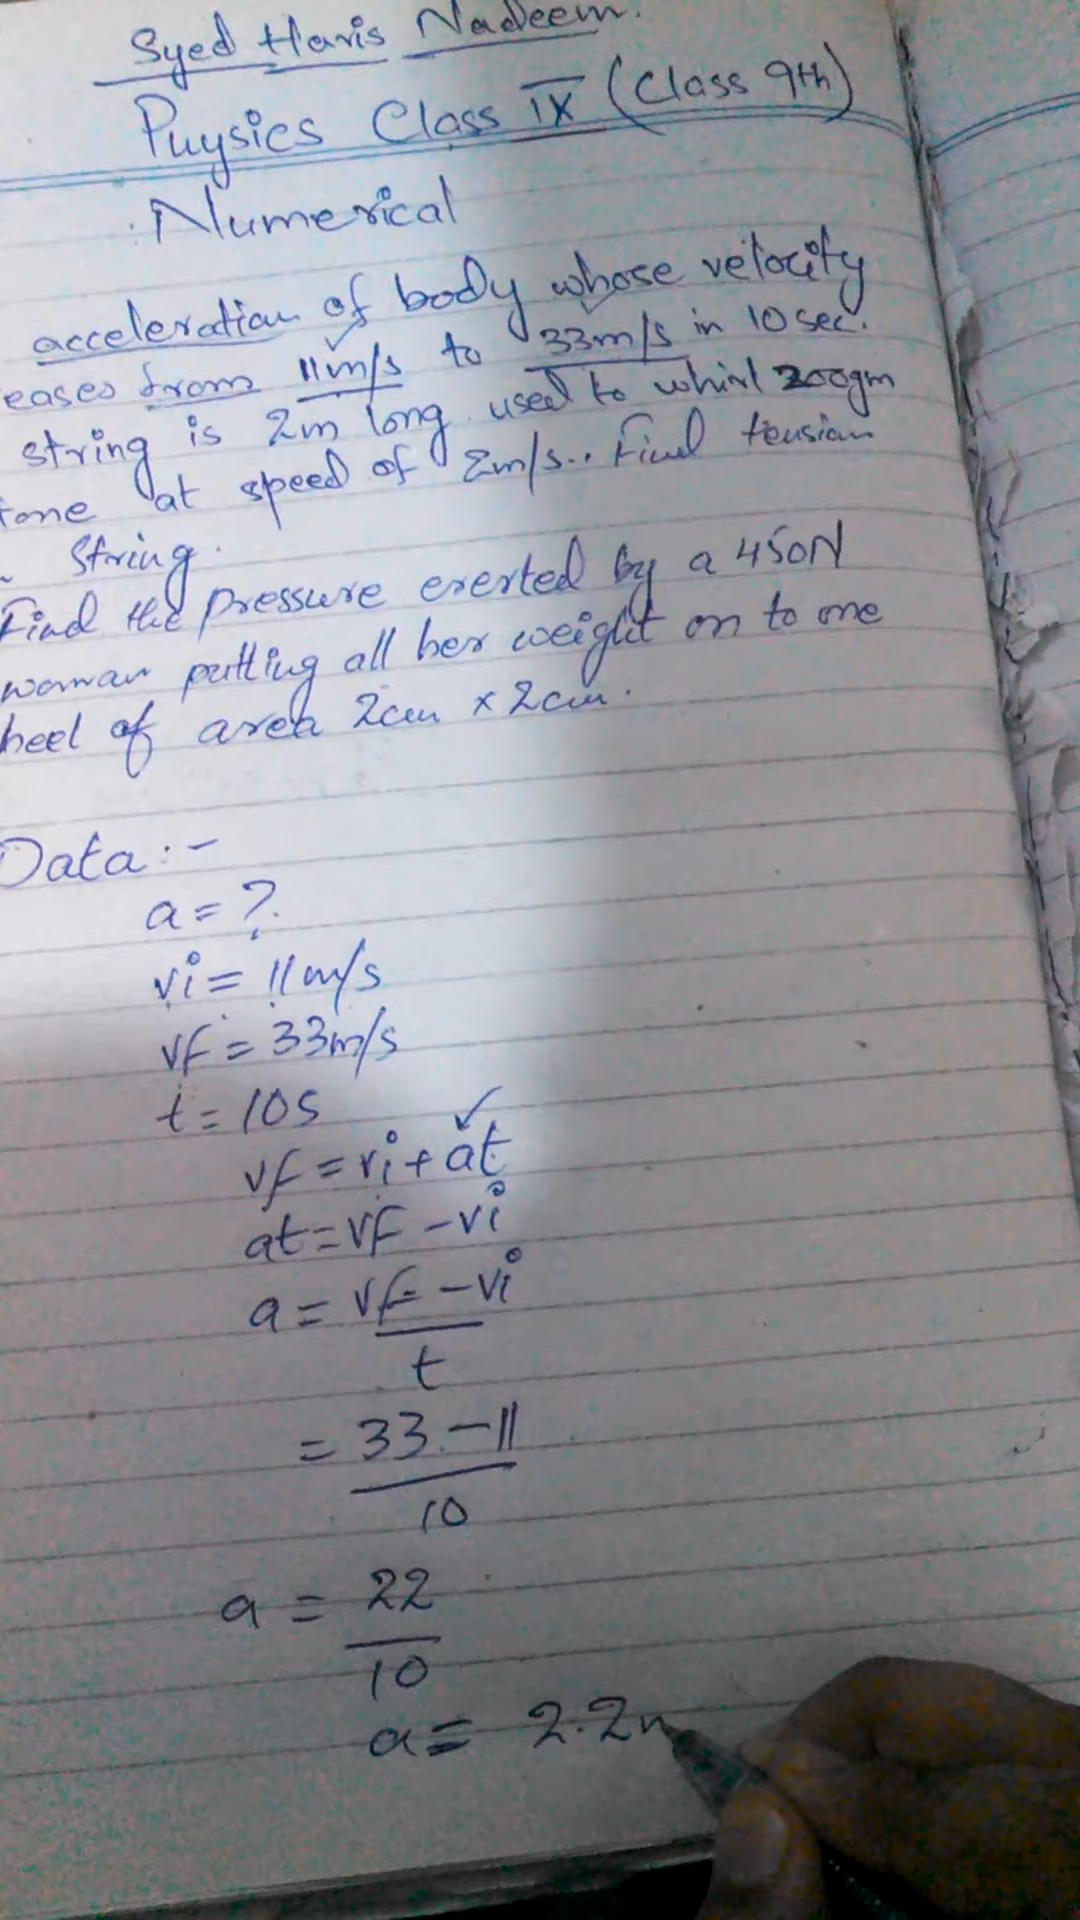 Syed Haris Nadeem.
Physics Class IX (Class 9th)
Numerical
acceleration of body whose velocity
eases from 11m/s to 33m/s in 10sec.
string is 2m long used to whirl 200gm
tone at speed of 2m/s.. Find tension
string.
Find the pressure exerted by a 450N
woman putting all her weight on to one
heel of area 2cm x 2cm.
Data :-
a = ?
vi = 11m/s
vf = 33m/s
t = 10s
vf = vi + at
at = vf - vi
a = vf - vi
t
= 33 - 11
10
a = 22
10
a = 2.2m